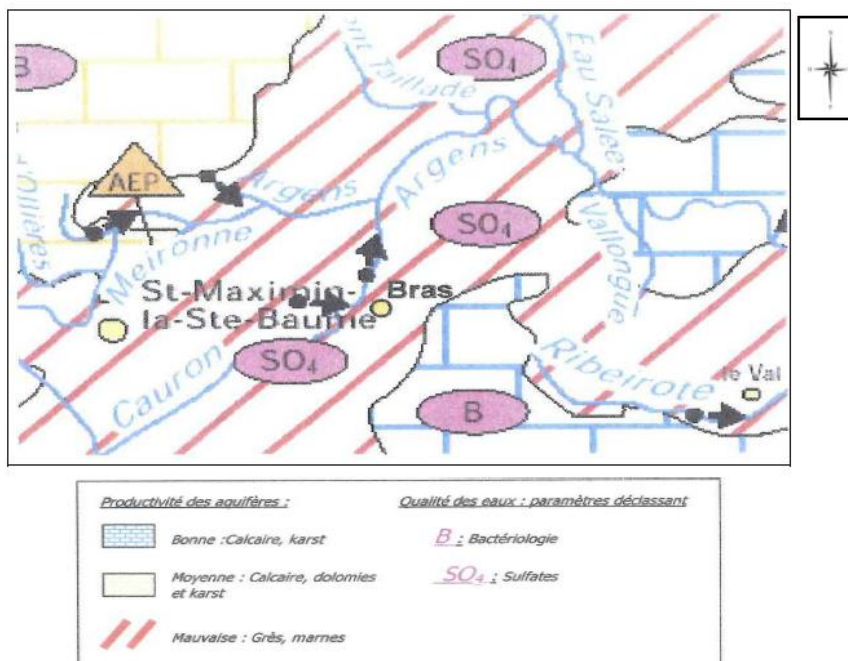 SO4
B
ont Taillade
Eau Salée
AEP
Argens
Argens
Ollières
Meironne
SO4
Vallongue
St-Maximin-
la-Ste-Baume
Bras
SO4
Cauron
Ribeirote
le Val
B
Productivité des aquifères :
Qualité des eaux : paramètres déclassant
Bonne :Calcaire, karst
B : Bactériologie
Moyenne : Calcaire, dolomies
et karst
SO4 : Sulfates
Mauvaise : Grès, marnes